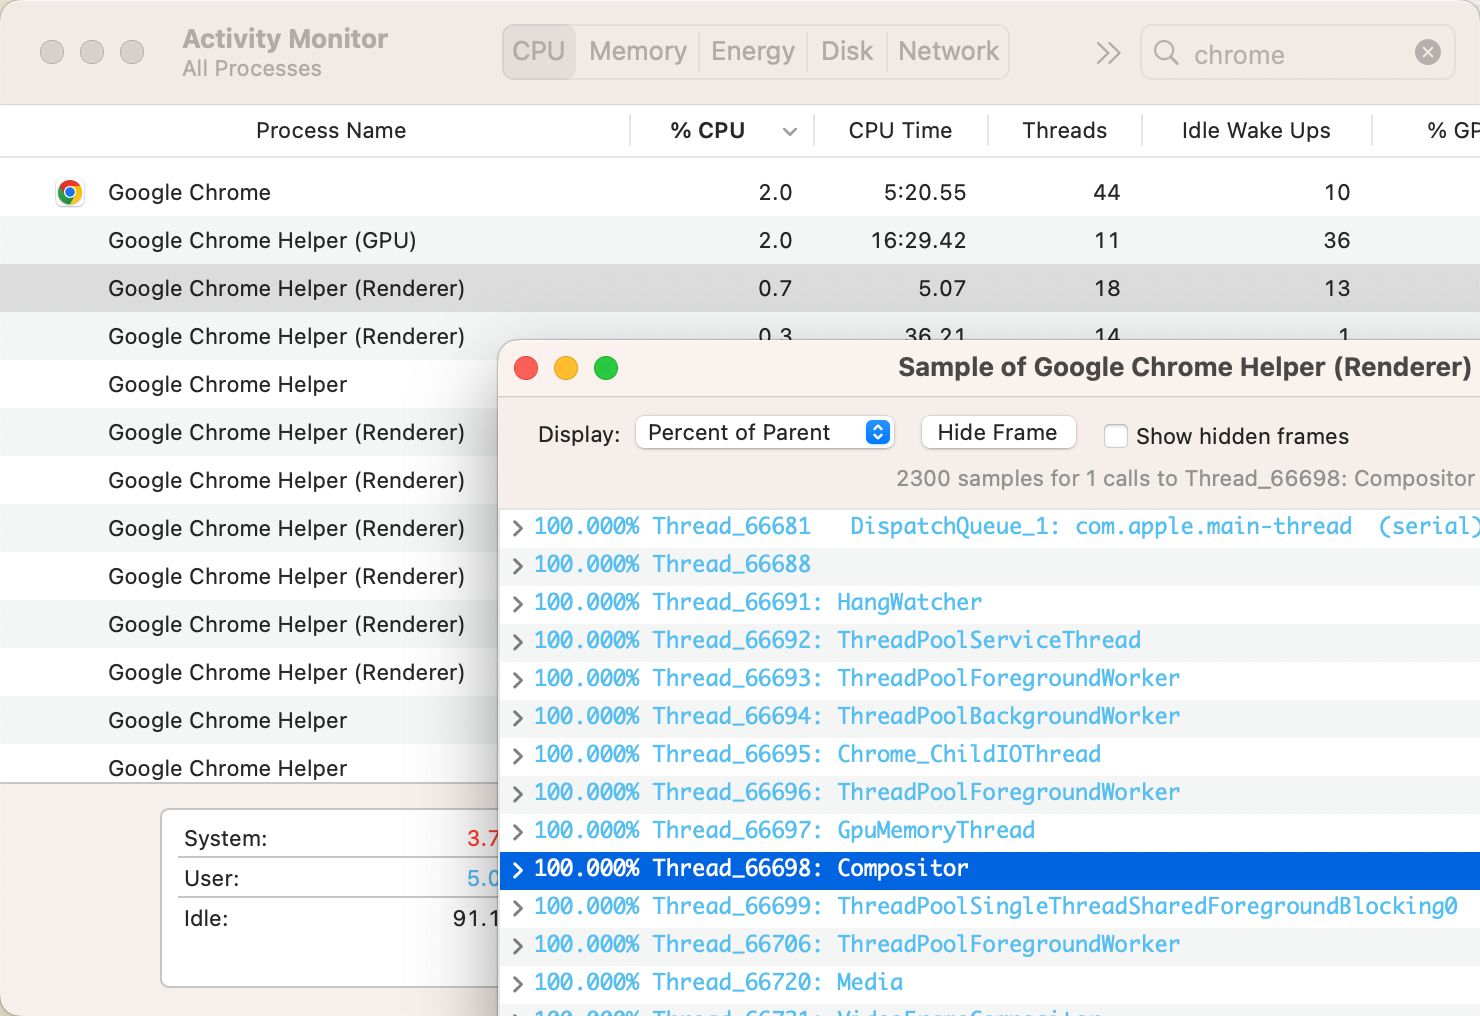 Activity Monitor
All Processes
CPU Memory Energy Disk Network
chrome
Process Name % CPU CPU Time Threads Idle Wake Ups % GP
Google Chrome 2.0 5:20.55 44 10
Google Chrome Helper (GPU) 2.0 16:29.42 11 36
Google Chrome Helper (Renderer) 0.7 5.07 18 13
Google Chrome Helper (Renderer) 0.3 36.21 14 1
Google Chrome Helper
Google Chrome Helper (Renderer)
Google Chrome Helper (Renderer)
Google Chrome Helper (Renderer)
Google Chrome Helper (Renderer)
Google Chrome Helper (Renderer)
Google Chrome Helper (Renderer)
Google Chrome Helper
Google Chrome Helper
System: 3.7
User: 5.0
Idle: 91.1
Sample of Google Chrome Helper (Renderer)
Display: Percent of Parent Hide Frame Show hidden frames
2300 samples for 1 calls to Thread_66698: Compositor
100.000% Thread_66681 DispatchQueue_1: com.apple.main-thread (serial)
100.000% Thread_66688
100.000% Thread_66691: HangWatcher
100.000% Thread_66692: ThreadPoolServiceThread
100.000% Thread_66693: ThreadPoolForegroundWorker
100.000% Thread_66694: ThreadPoolBackgroundWorker
100.000% Thread_66695: Chrome_ChildIOThread
100.000% Thread_66696: ThreadPoolForegroundWorker
100.000% Thread_66697: GpuMemoryThread
100.000% Thread_66698: Compositor
100.000% Thread_66699: ThreadPoolSingleThreadSharedForegroundBlocking0
100.000% Thread_66706: ThreadPoolForegroundWorker
100.000% Thread_66720: Media